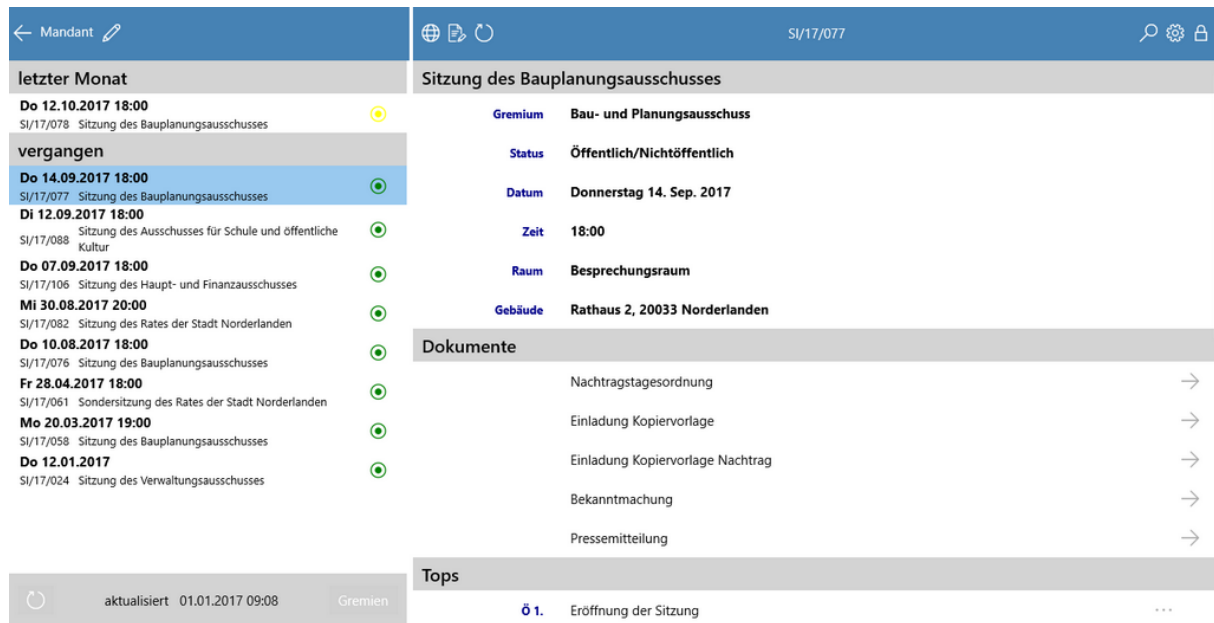 Mandant
letzter Monat
Do 12.10.2017 18:00
SI/17/078 Sitzung des Bauplanungsausschusses
vergangen
Do 14.09.2017 18:00
SI/17/077 Sitzung des Bauplanungsausschusses
Di 12.09.2017 18:00
SI/17/088 Sitzung des Ausschusses für Schule und öffentliche
Kultur
Do 07.09.2017 18:00
SI/17/106 Sitzung des Haupt- und Finanzausschusses
Mi 30.08.2017 20:00
SI/17/082 Sitzung des Rates der Stadt Norderlanden
Do 10.08.2017 18:00
SI/17/076 Sitzung des Bauplanungsausschusses
Fr 28.04.2017 18:00
SI/17/061 Sondersitzung des Rates der Stadt Norderlanden
Mo 20.03.2017 19:00
SI/17/058 Sitzung des Bauplanungsausschusses
Do 12.01.2017
SI/17/024 Sitzung des Verwaltungsausschusses
aktualisiert 01.01.2017 09:08 Gremien
SI/17/077
Sitzung des Bauplanungsausschusses
Gremium Bau- und Planungsausschuss
Status Öffentlich/Nichtöffentlich
Datum Donnerstag 14. Sep. 2017
Zeit 18:00
Raum Besprechungsraum
Gebäude Rathaus 2, 20033 Norderlanden
Dokumente
Nachtragstagesordnung
Einladung Kopiervorlage
Einladung Kopiervorlage Nachtrag
Bekanntmachung
Pressemitteilung
Tops
Ö 1. Eröffnung der Sitzung ...